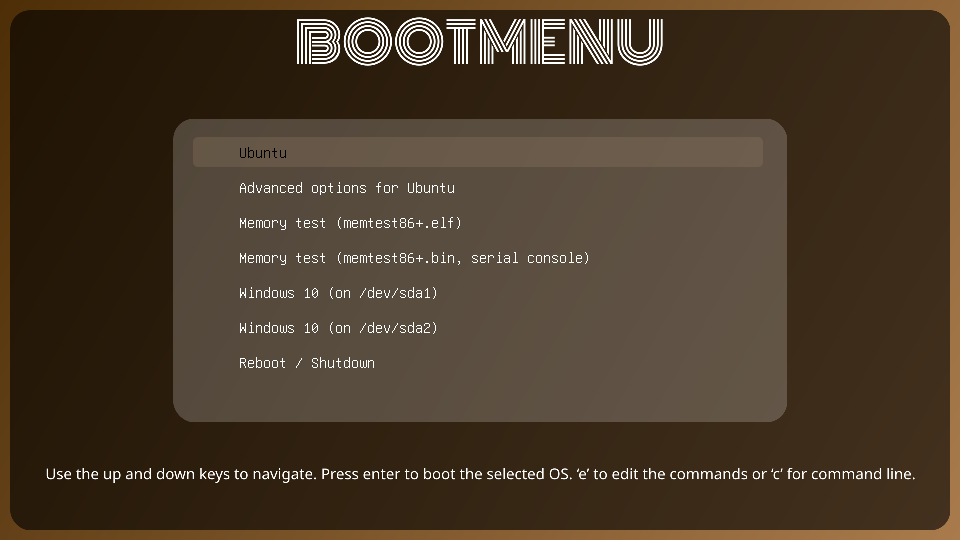 BOOTMENU
Ubuntu
Advanced options for Ubuntu
Memory test (memtest86+.elf)
Memory test (memtest86+.bin, serial console)
Windows 10 (on /dev/sda1)
Windows 10 (on /dev/sda2)
Reboot / Shutdown
Use the up and down keys to navigate. Press enter to boot the selected OS. ‘e’ to edit the commands or ‘c’ for command line.